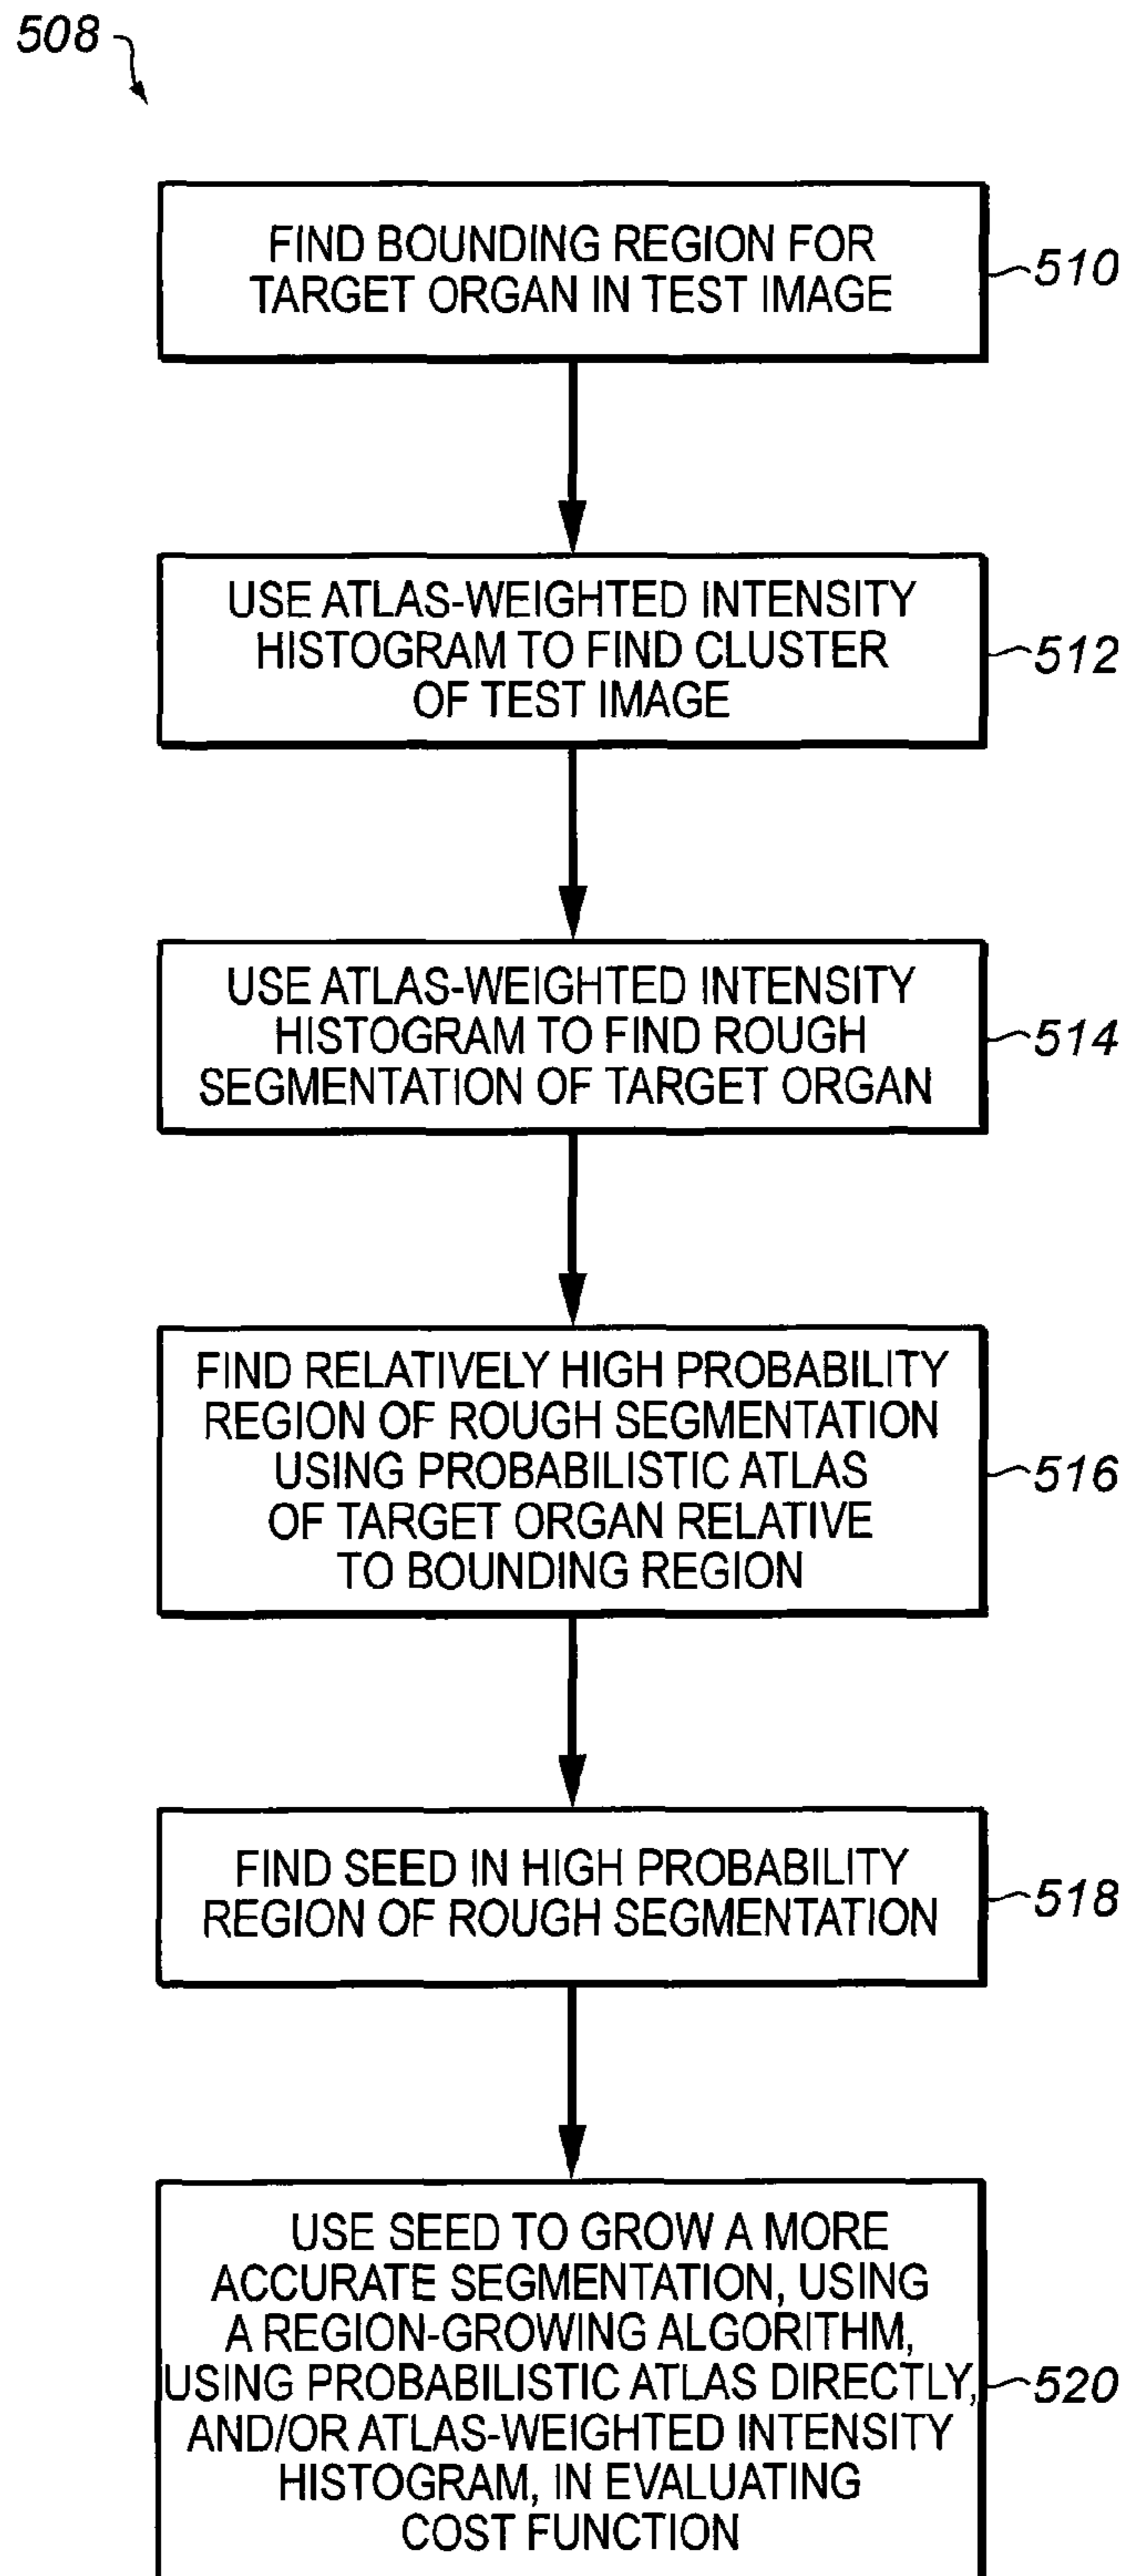 508
FIND BOUNDING REGION FOR
TARGET ORGAN IN TEST IMAGE
510
USE ATLAS-WEIGHTED INTENSITY
HISTOGRAM TO FIND CLUSTER
OF TEST IMAGE
512
USE ATLAS-WEIGHTED INTENSITY
HISTOGRAM TO FIND ROUGH
SEGMENTATION OF TARGET ORGAN
514
FIND RELATIVELY HIGH PROBABILITY
REGION OF ROUGH SEGMENTATION
USING PROBABILISTIC ATLAS
OF TARGET ORGAN RELATIVE
TO BOUNDING REGION
516
FIND SEED IN HIGH PROBABILITY
REGION OF ROUGH SEGMENTATION
518
USE SEED TO GROW A MORE
ACCURATE SEGMENTATION, USING
A REGION-GROWING ALGORITHM,
USING PROBABILISTIC ATLAS DIRECTLY,
AND/OR ATLAS-WEIGHTED INTENSITY
HISTOGRAM, IN EVALUATING
COST FUNCTION
520